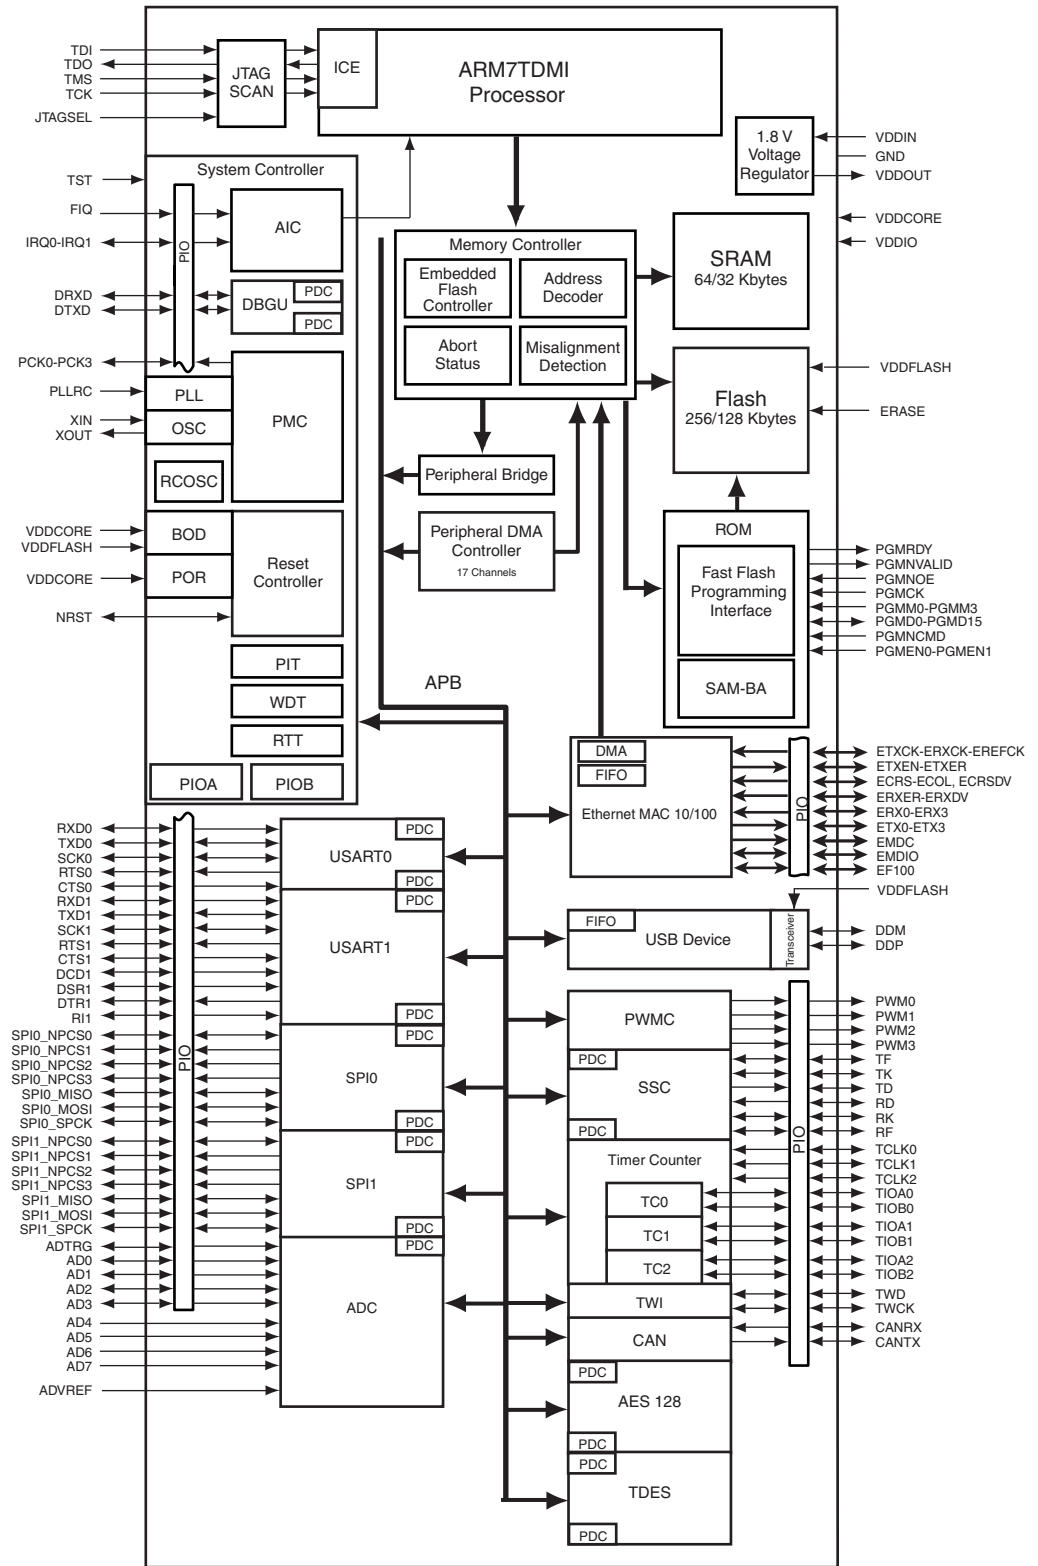 TDI
TDO
TMS
TCK
JTAGSEL
JTAG
SCAN
ICE
ARM7TDMI
Processor
1.8 V
Voltage
Regulator
VDDIN
GND
VDDOUT
VDDCORE
VDDIO
System Controller
TST
FIQ
IRQ0-IRQ1
PIO
AIC
DRXD
DTXD
DBGU
PDC
PDC
PCK0-PCK3
PLLRC
PLL
XIN
XOUT
OSC
PMC
RCOSC
VDDCORE
VDDFLASH
BOD
VDDCORE
POR
Reset
Controller
NRST
PIT
WDT
RTT
PIOA
PIOB
Memory Controller
Embedded
Flash
Controller
Address
Decoder
Abort
Status
Misalignment
Detection
SRAM
64/32 Kbytes
Flash
256/128 Kbytes
VDDFLASH
ERASE
Peripheral Bridge
Peripheral DMA
Controller
17 Channels
ROM
Fast Flash
Programming
Interface
SAM-BA
PGMRDY
PGMNVALID
PGMNOE
PGMCK
PGMM0-PGMM3
PGMD0-PGMD15
PGMNCMD
PGMEN0-PGMEN1
APB
DMA
FIFO
Ethernet MAC 10/100
PIO
ETXCK-ERXCK-EREFCK
ETXEN-ETXER
ECRS-ECOL, ECRSDV
ERXER-ERXDV
ERX0-ERX3
ETX0-ETX3
EMDC
EMDIO
EF100
VDDFLASH
FIFO
USB Device
Transceiver
DDM
DDP
RXD0
TXD0
SCK0
RTS0
CTS0
RXD1
TXD1
SCK1
RTS1
CTS1
DCD1
DSR1
DTR1
RI1
SPI0_NPCS0
SPI0_NPCS1
SPI0_NPCS2
SPI0_NPCS3
SPI0_MISO
SPI0_MOSI
SPI0_SPCK
SPI1_NPCS0
SPI1_NPCS1
SPI1_NPCS2
SPI1_NPCS3
SPI1_MISO
SPI1_MOSI
SPI1_SPCK
ADTRG
AD0
AD1
AD2
AD3
AD4
AD5
AD6
AD7
ADVREF
PIO
PDC
USART0
PDC
PDC
USART1
PDC
PDC
SPI0
PDC
PDC
SPI1
PDC
PDC
ADC
PWMC
PDC
SSC
PDC
Timer Counter
TC0
TC1
TC2
TWI
CAN
PDC
AES 128
PDC
PDC
TDES
PDC
PIO
PWM0
PWM1
PWM2
PWM3
TF
TK
TD
RD
RK
RF
TCLK0
TCLK1
TCLK2
TIOA0
TIOB0
TIOA1
TIOB1
TIOA2
TIOB2
TWD
TWCK
CANRX
CANTX